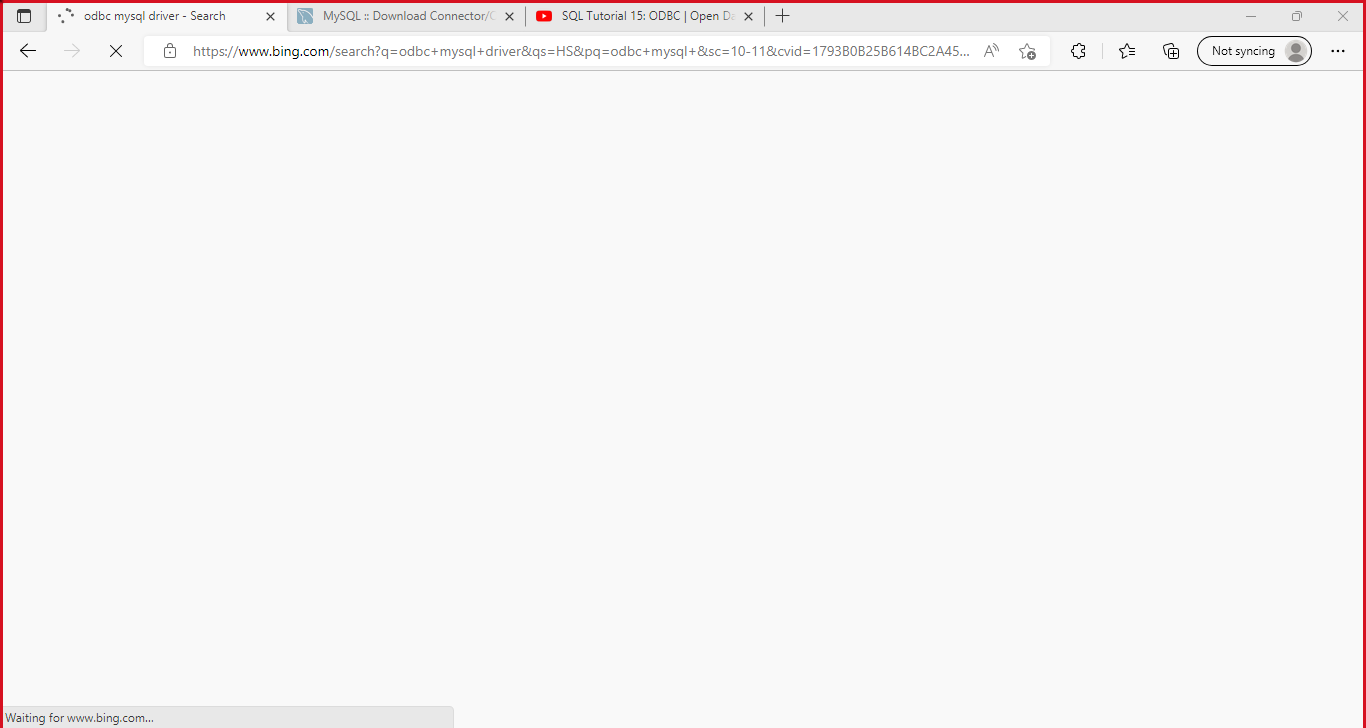 odbc mysql driver - Search
MySQL :: Download Connector/
SQL Tutorial 15: ODBC | Open Da
https://www.bing.com/search?q=odbc+mysql+driver&qs=HS&pq=odbc+mysql+&sc=10-11&cvid=1793B0B25B614BC2A45...
A
Not syncing
Waiting for www.bing.com...